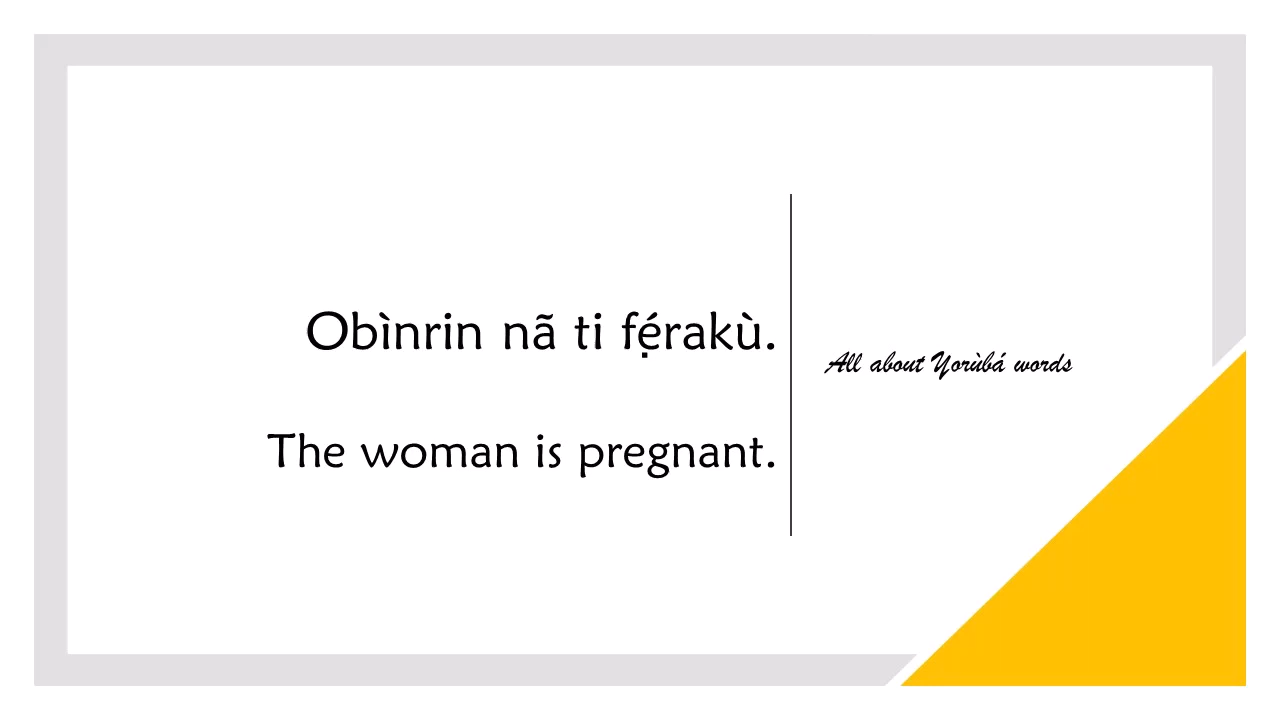 Obìnrin nã ti fẹ́rakù.
The woman is pregnant.
All about Yorùbá words